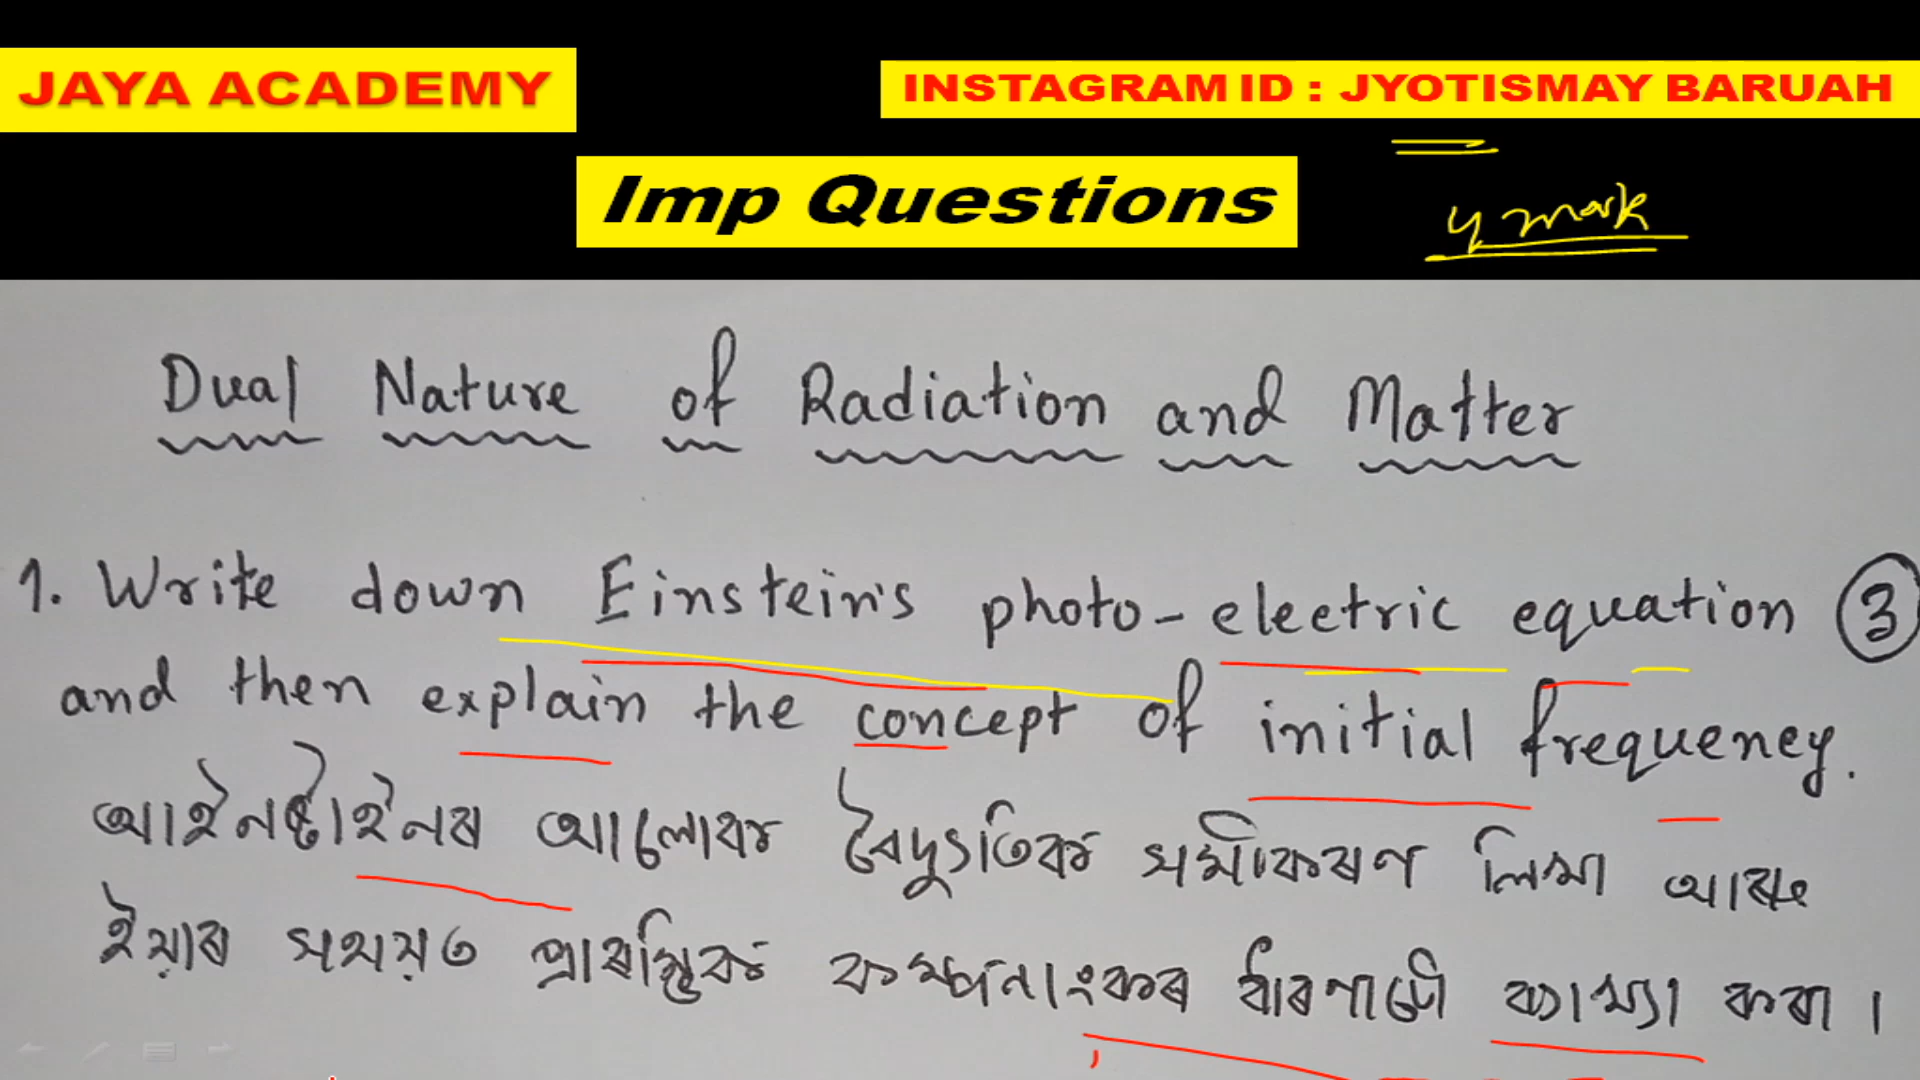 JAYA ACADEMY
INSTAGRAM ID : JYOTISMAY BARUAH
Imp Questions
4 mark
Dual Nature of Radiation and Matter
1. Write down Einstein's photo-electric equation 3
and then explain the concept of initial frequency.
আইনষ্টাইনৰ আলোক বৈদ্যুতিক সমীকৰণ লিখা আৰু
ইয়াৰ সহায়ত প্ৰাৰম্ভিক কম্পনাংকৰ ধাৰণাটো ব্যাখ্যা কৰা ।